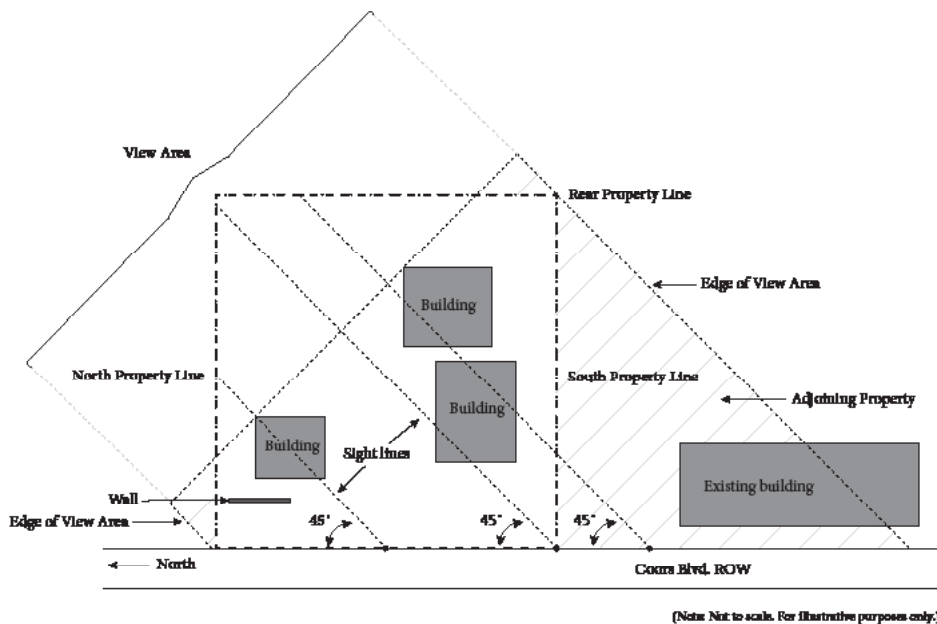 View Area
Rear Property Line
Edge of View Area
Building
North Property Line
South Property Line
Adjoining Property
Building
Building
Sight lines
Existing building
Wall
Edge of View Area
45°
45°
45°
North
Coors Blvd. ROW
(Note: Not to scale. For illustrative purposes only.)